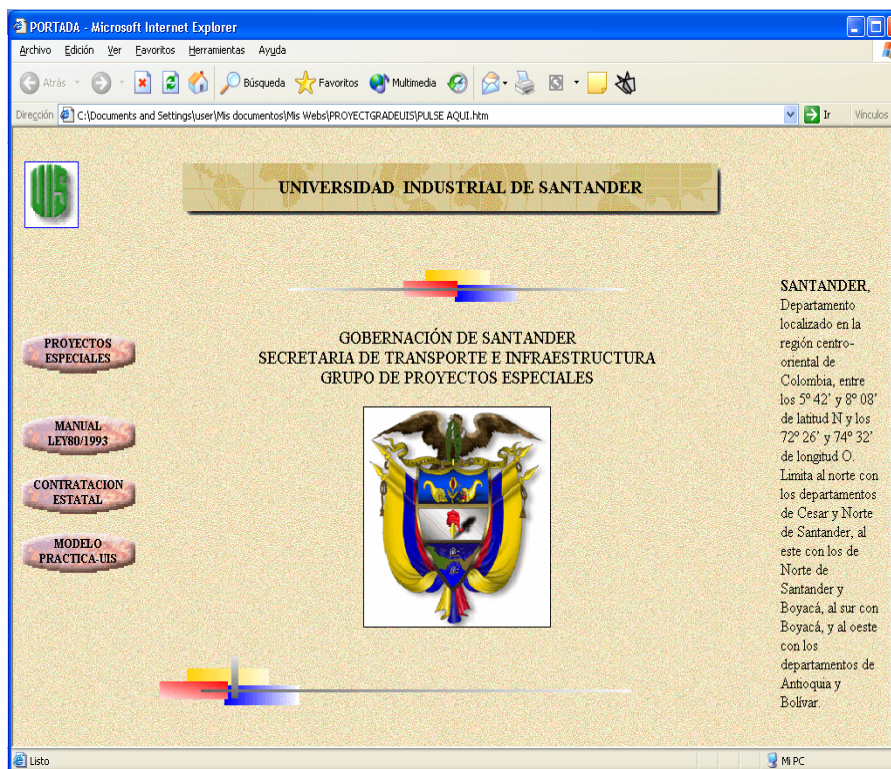 PORTADA - Microsoft Internet Explorer
Archivo Edición Ver Favoritos Herramientas Ayuda
Atrás Búsqueda Favoritos Multimedia
Dirección C:\Documents and Settings\user\Mis documentos\Mis Webs\PROYECTGRADEUIS\PULSE AQUI.htm Ir Vínculos
UIS
UNIVERSIDAD INDUSTRIAL DE SANTANDER
PROYECTOS
ESPECIALES
MANUAL
LEY80/1993
CONTRATACION
ESTATAL
MODELO
PRACTICA-UIS
GOBERNACIÓN DE SANTANDER
SECRETARIA DE TRANSPORTE E INFRAESTRUCTURA
GRUPO DE PROYECTOS ESPECIALES
SANTANDER,
Departamento
localizado en la
región centro-
oriental de
Colombia, entre
los 5º 42’ y 8º 08’
de latitud N y los
72º 26’ y 74º 32’
de longitud O.
Limita al norte con
los departamentos
de Cesar y Norte
de Santander, al
este con los de
Norte de
Santander y
Boyacá, al sur con
Boyacá, y al oeste
con los
departamentos de
Antioquia y
Bolívar.
Listo Mi PC